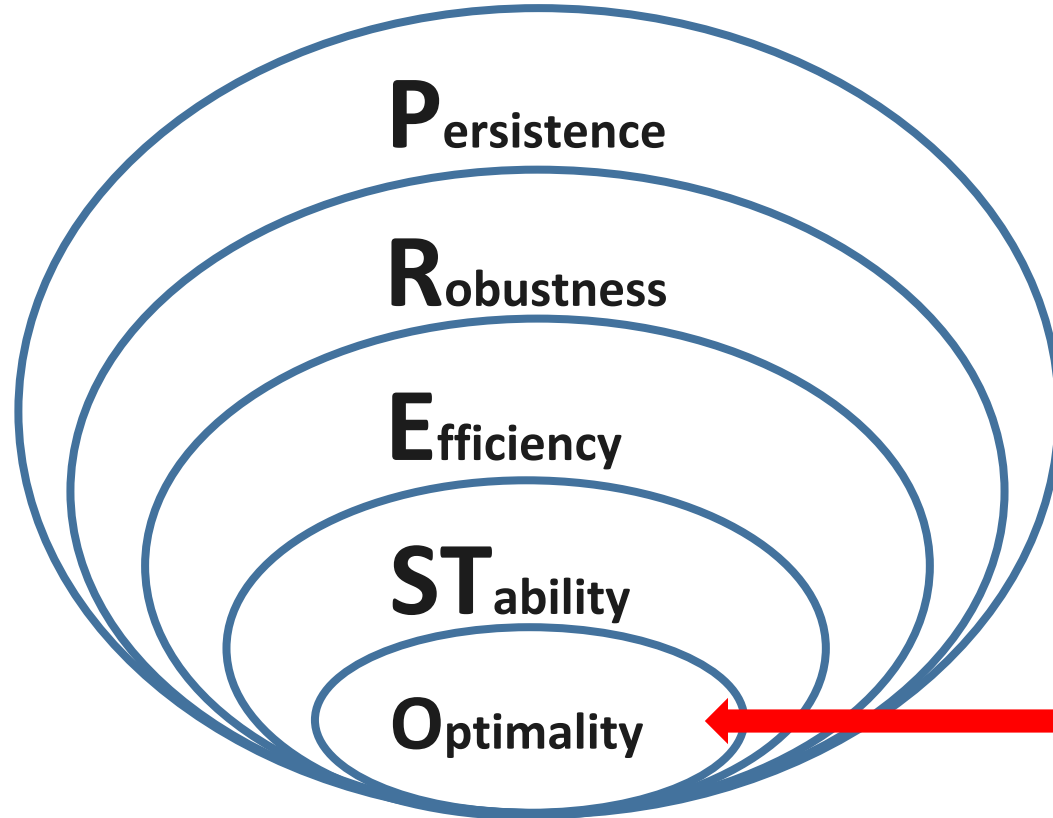 Persistence
Robustness
Efficiency
STability
Optimality